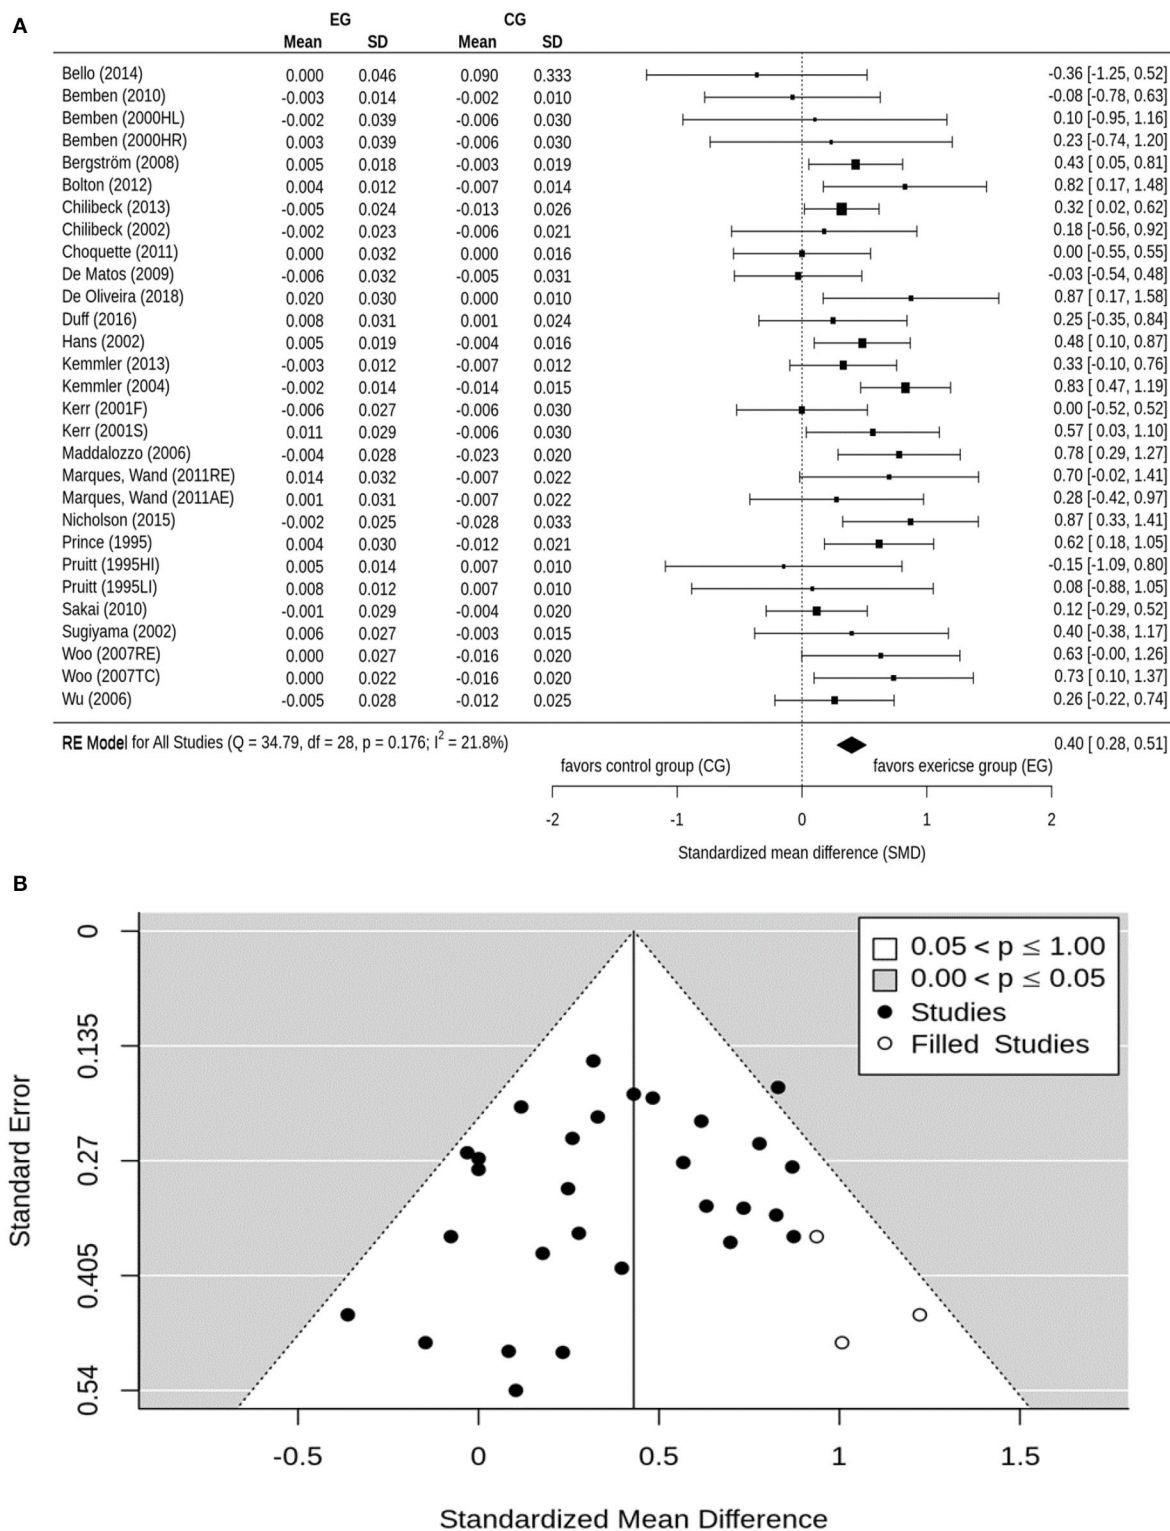 A
EG CG
Mean SD Mean SD
Bello (2014) 0.000 0.046 0.090 0.333 -0.36 [-1.25, 0.52]
Bemben (2010) -0.003 0.014 -0.002 0.010 -0.08 [-0.78, 0.63]
Bemben (2000HL) -0.002 0.039 -0.006 0.030 0.10 [-0.95, 1.16]
Bemben (2000HR) 0.003 0.039 -0.006 0.030 0.23 [-0.74, 1.20]
Bergström (2008) 0.005 0.018 -0.003 0.019 0.43 [ 0.05, 0.81]
Bolton (2012) 0.004 0.012 -0.007 0.014 0.82 [ 0.17, 1.48]
Chilibeck (2013) -0.005 0.024 -0.013 0.026 0.32 [ 0.02, 0.62]
Chilibeck (2002) -0.002 0.023 -0.006 0.021 0.18 [-0.56, 0.92]
Choquette (2011) 0.000 0.032 0.000 0.016 0.00 [-0.55, 0.55]
De Matos (2009) -0.006 0.032 -0.005 0.031 -0.03 [-0.54, 0.48]
De Oliveira (2018) 0.020 0.030 0.000 0.010 0.87 [ 0.17, 1.58]
Duff (2016) 0.008 0.031 0.001 0.024 0.25 [-0.35, 0.84]
Hans (2002) 0.005 0.019 -0.004 0.016 0.48 [ 0.10, 0.87]
Kemmler (2013) -0.003 0.012 -0.007 0.012 0.33 [-0.10, 0.76]
Kemmler (2004) -0.002 0.014 -0.014 0.015 0.83 [ 0.47, 1.19]
Kerr (2001F) -0.006 0.027 -0.006 0.030 0.00 [-0.52, 0.52]
Kerr (2001S) 0.011 0.029 -0.006 0.030 0.57 [ 0.03, 1.10]
Maddalozzo (2006) -0.004 0.028 -0.023 0.020 0.78 [ 0.29, 1.27]
Marques, Wand (2011RE) 0.014 0.032 -0.007 0.022 0.70 [-0.02, 1.41]
Marques, Wand (2011AE) 0.001 0.031 -0.007 0.022 0.28 [-0.42, 0.97]
Nicholson (2015) -0.002 0.025 -0.028 0.033 0.87 [ 0.33, 1.41]
Prince (1995) 0.004 0.030 -0.012 0.021 0.62 [ 0.18, 1.05]
Pruitt (1995HI) 0.005 0.014 0.007 0.010 -0.15 [-1.09, 0.80]
Pruitt (1995LI) 0.008 0.012 0.007 0.010 0.08 [-0.88, 1.05]
Sakai (2010) -0.001 0.029 -0.004 0.020 0.12 [-0.29, 0.52]
Sugiyama (2002) 0.006 0.027 -0.003 0.015 0.40 [-0.38, 1.17]
Woo (2007RE) 0.000 0.027 -0.016 0.020 0.63 [-0.00, 1.26]
Woo (2007TC) 0.000 0.022 -0.016 0.020 0.73 [ 0.10, 1.37]
Wu (2006) -0.005 0.028 -0.012 0.025 0.26 [-0.22, 0.74]
RE Model for All Studies (Q = 34.79, df = 28, p = 0.176; I² = 21.8%) 0.40 [ 0.28, 0.51]
favors control group (CG) favors exericse group (EG)
-2 -1 0 1 2
Standardized mean difference (SMD)
B
0.05 < p ≤ 1.00
0.00 < p ≤ 0.05
Studies
Filled Studies
Standard Error
0
0.135
0.27
0.405
0.54
-0.5 0 0.5 1 1.5
Standardized Mean Difference